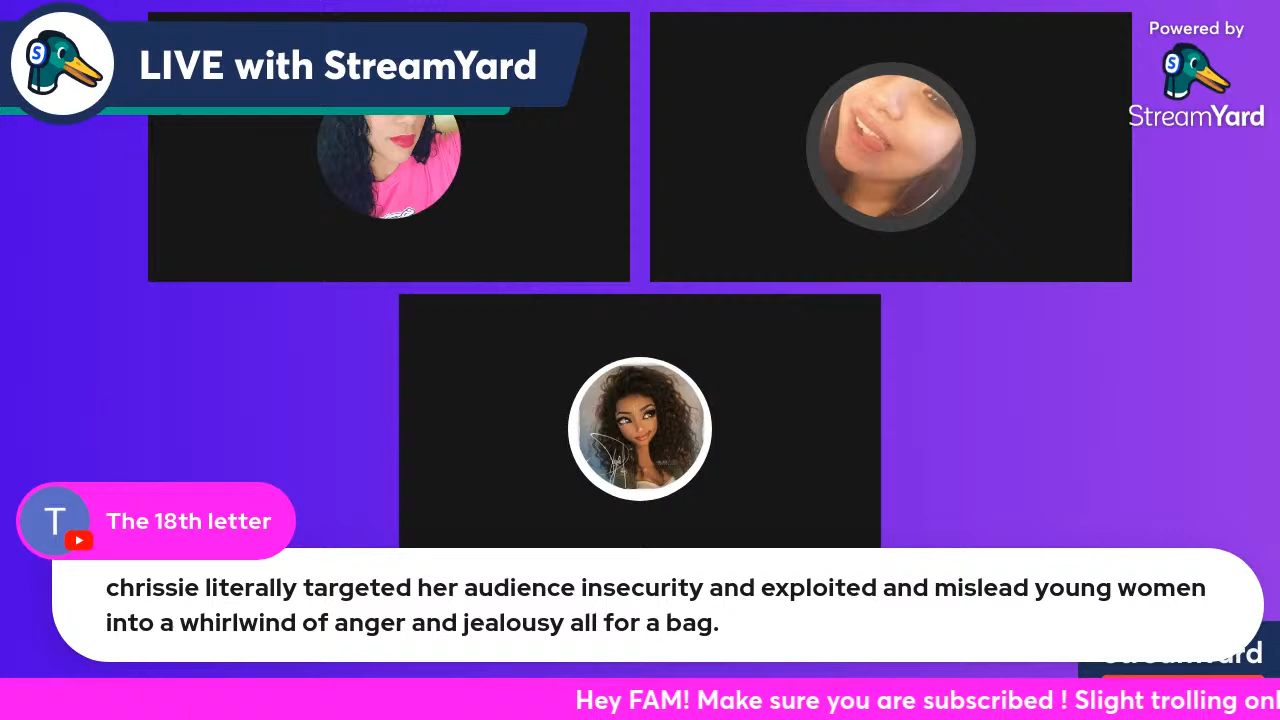 LIVE with StreamYard
Powered by
StreamYard
S
S
T
The 18th letter
chrissie literally targeted her audience insecurity and exploited and mislead young women
into a whirlwind of anger and jealousy all for a bag.
Hey FAM! Make sure you are subscribed ! Slight trolling onl